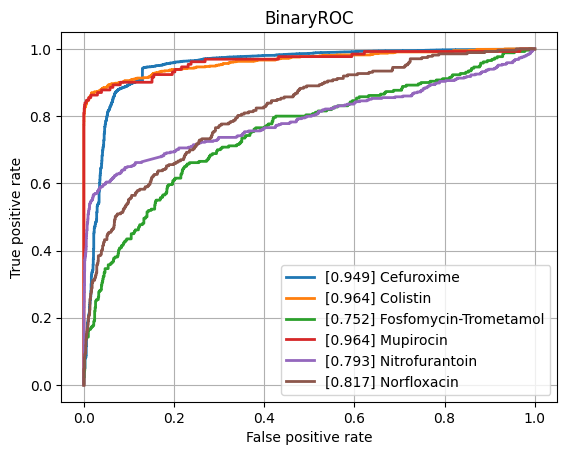 BinaryROC
True positive rate
1.0
0.8
0.6
0.4
0.2
0.0
[0.949] Cefuroxime
[0.964] Colistin
[0.752] Fosfomycin-Trometamol
[0.964] Mupirocin
[0.793] Nitrofurantoin
[0.817] Norfloxacin
0.0 0.2 0.4 0.6 0.8 1.0
False positive rate